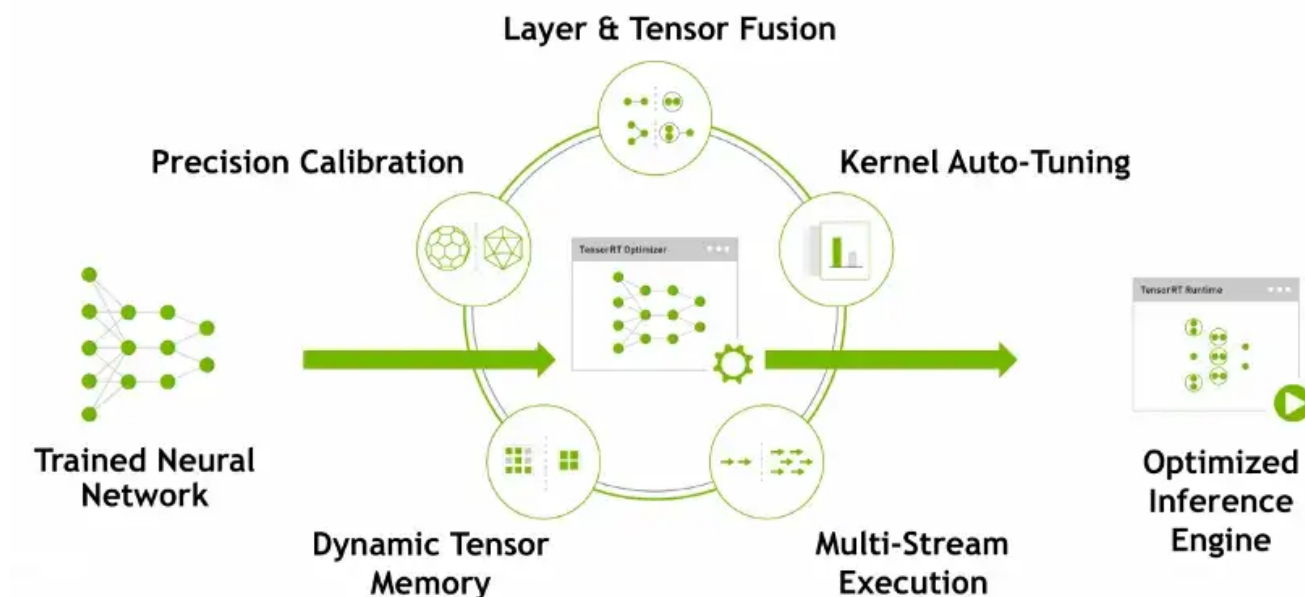 Layer & Tensor Fusion
Precision Calibration
Kernel Auto-Tuning
TensorRT Optimizer
TensorRT Runtime
Trained Neural
Network
Optimized
Inference
Engine
Dynamic Tensor
Memory
Multi-Stream
Execution